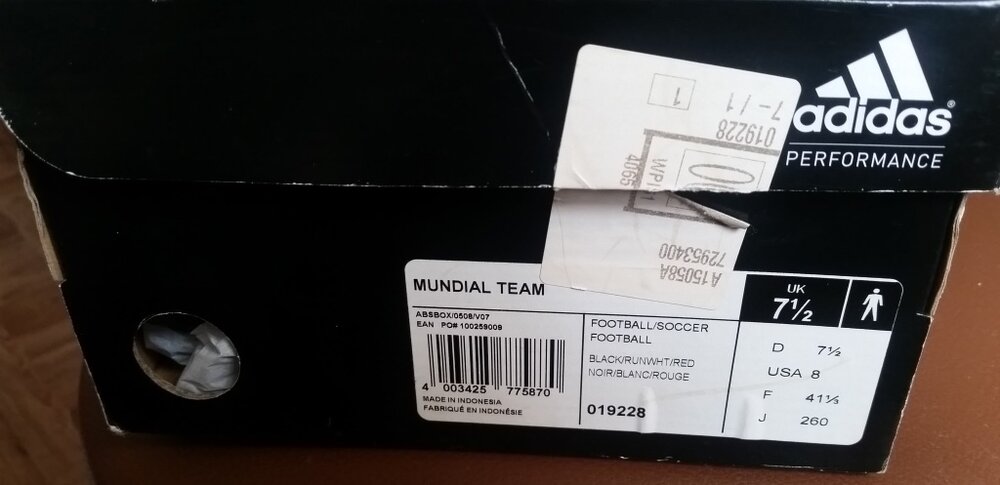 adidas®
PERFORMANCE
1
7-/1
019228
WPI
4065
A15058A
72953400
MUNDIAL TEAM
ABSBOX/0508/V07
EAN PO# 100259009
4 003425 775870
MADE IN INDONESIA
FABRIQUÉ EN INDONÉSIE
FOOTBALL/SOCCER
FOOTBALL
BLACK/RUNWHT/RED
NOIR/BLANC/ROUGE
019228
UK
7½
D 7½
USA 8
F 41⅓
J 260